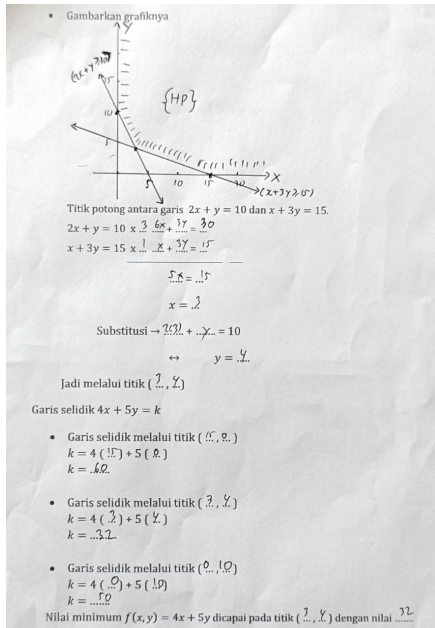 • Gambarkan grafiknya
Y
(2x+y≥10)
15
{HP}
10
5
5 10 15 20 X
(x+3y≥15)
Titik potong antara garis 2x + y = 10 dan x + 3y = 15.
2x + y = 10 x 3 6x + 3y = 30
x + 3y = 15 x 1 x + 3y = 15
5x = 15
x = 3
Substitusi → 2(3) + y = 10
↔ y = 4
Jadi melalui titik (3, 4)
Garis selidik 4x + 5y = k
• Garis selidik melalui titik (15, 0)
k = 4 (15) + 5 (0)
k = 60
• Garis selidik melalui titik (3, 4)
k = 4 (3) + 5 (4)
k = 32
• Garis selidik melalui titik (0, 10)
k = 4 (0) + 5 (10)
k = 50
Nilai minimum f(x, y) = 4x + 5y dicapai pada titik (3, 4) dengan nilai 32